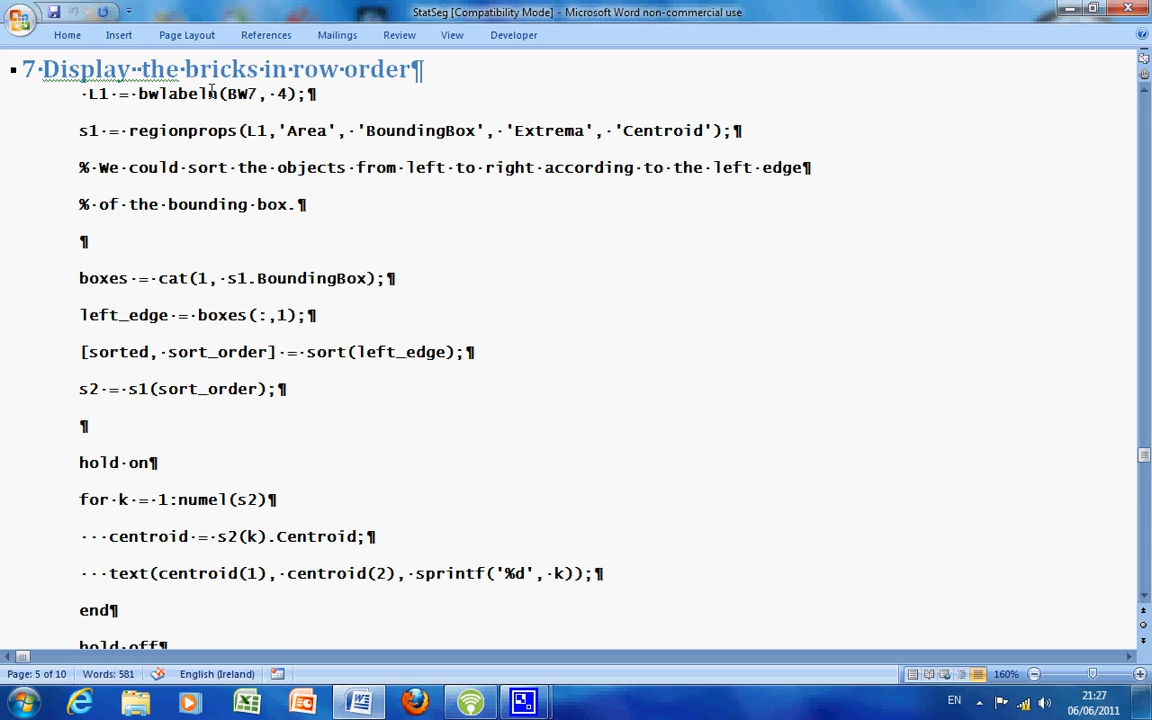 StatSeg [Compatibility Mode] - Microsoft Word non-commercial use
Home Insert Page Layout References Mailings Review View Developer
7·Display··the·bricks·in·row·order¶
·L1·=·bwlabeln(BW7,·4);¶
s1·=·regionprops(L1,'Area',·'BoundingBox',·'Extrema',·'Centroid');¶
%·We·could·sort·the·objects·from·left·to·right·according·to·the·left·edge¶
%·of·the·bounding·box.¶
¶
boxes·=·cat(1,·s1.BoundingBox);¶
left_edge·=·boxes(:,1);¶
[sorted,·sort_order]·=·sort(left_edge);¶
s2·=·s1(sort_order);¶
¶
hold·on¶
for·k·=·1:numel(s2)¶
···centroid·=·s2(k).Centroid;¶
···text(centroid(1),·centroid(2),·sprintf('%d',·k));¶
end¶
hold·off¶
Page: 5 of 10 Words: 581 English (Ireland) 160%
EN 21:27
06/06/2011